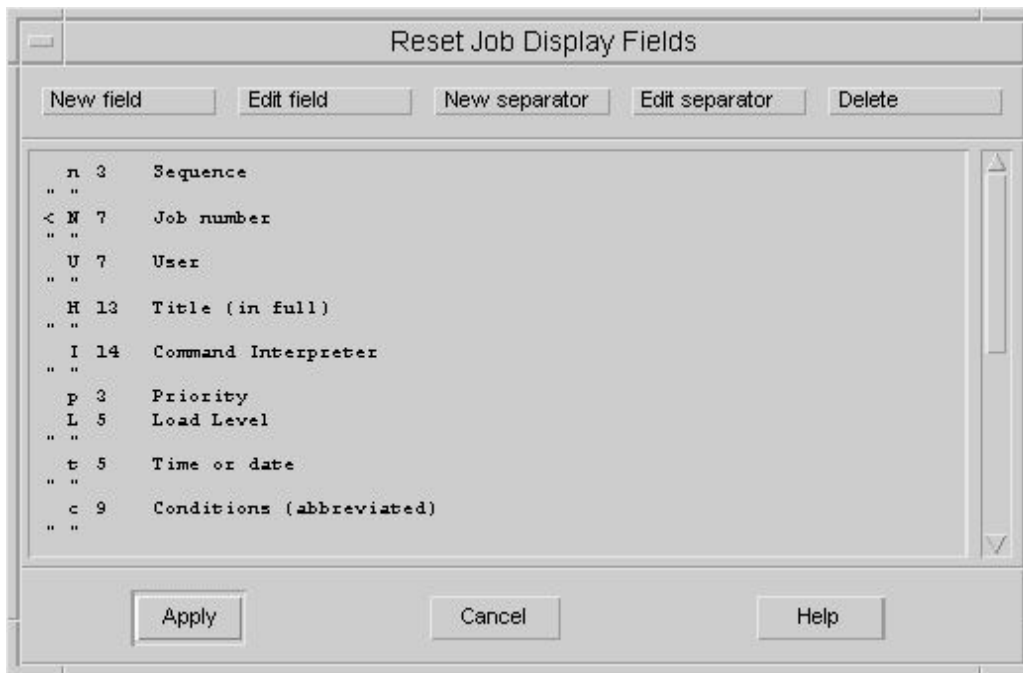 Reset Job Display Fields
New field Edit field New separator Edit separator Delete
n 3 Sequence
" "
< N 7 Job number
" "
U 7 User
" "
H 13 Title (in full)
" "
I 14 Command Interpreter
" "
p 3 Priority
L 5 Load Level
" "
t 5 Time or date
" "
c 9 Conditions (abbreviated)
" "
Apply Cancel Help